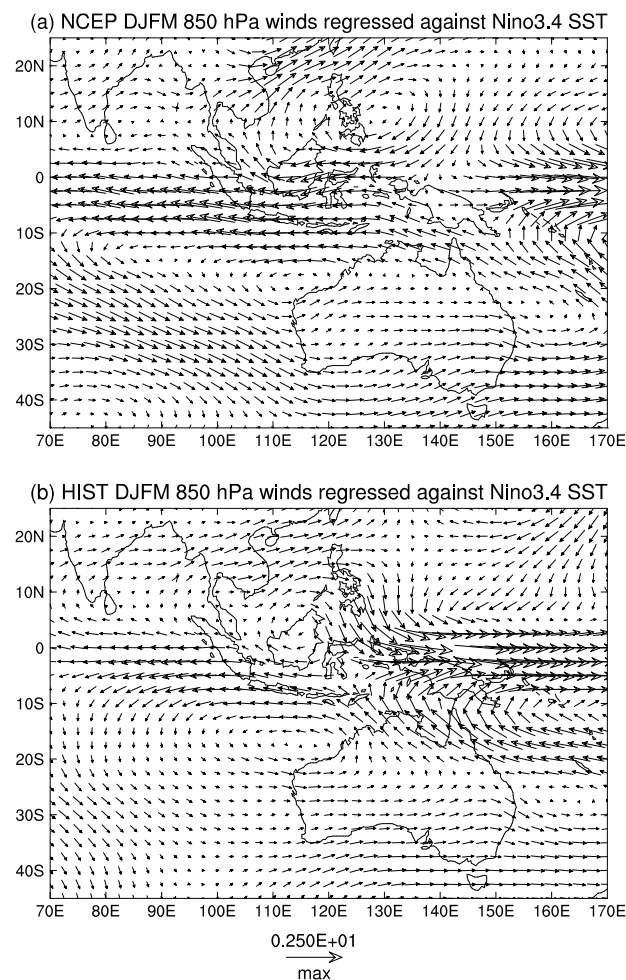 (a) NCEP DJFM 850 hPa winds regressed against Nino3.4 SST
20N
10N
0
10S
20S
30S
40S
70E 80E 90E 100E 110E 120E 130E 140E 150E 160E 170E
(b) HIST DJFM 850 hPa winds regressed against Nino3.4 SST
20N
10N
0
10S
20S
30S
40S
70E 80E 90E 100E 110E 120E 130E 140E 150E 160E 170E
0.250E+01
max